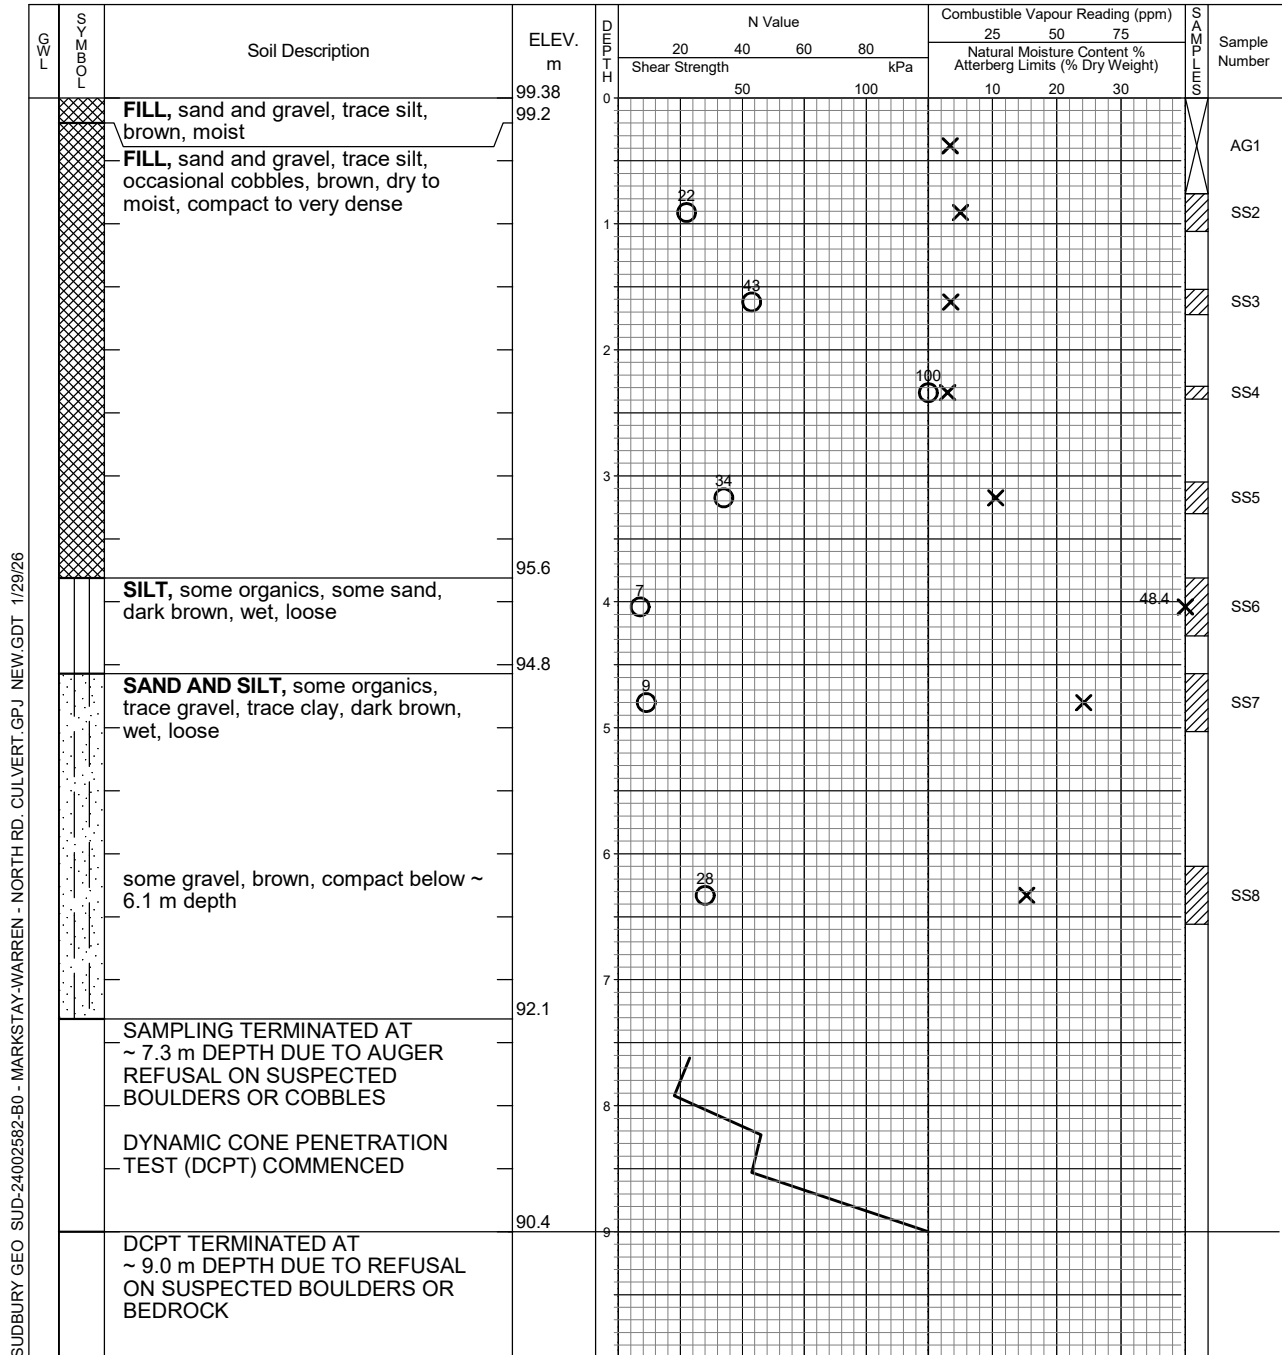 GWL
SYMBOL
Soil Description
ELEV.
m
DEPTH
N Value
20 40 60 80
Shear Strength kPa
50 100
Combustible Vapour Reading (ppm)
25 50 75
Natural Moisture Content %
Atterberg Limits (% Dry Weight)
10 20 30
SAMPLES
Sample
Number
99.38
0
FILL, sand and gravel, trace silt,
brown, moist
99.2
AG1
FILL, sand and gravel, trace silt,
occasional cobbles, brown, dry to
moist, compact to very dense
22
SS2
1
43
SS3
2
100
SS4
3
34
SS5
95.6
SILT, some organics, some sand,
dark brown, wet, loose
7
48.4
4
SS6
94.8
SAND AND SILT, some organics,
trace gravel, trace clay, dark brown,
wet, loose
9
SS7
5
6
some gravel, brown, compact below ~
6.1 m depth
28
SS8
7
92.1
SAMPLING TERMINATED AT
~ 7.3 m DEPTH DUE TO AUGER
REFUSAL ON SUSPECTED
BOULDERS OR COBBLES
8
DYNAMIC CONE PENETRATION
TEST (DCPT) COMMENCED
90.4
9
DCPT TERMINATED AT
~ 9.0 m DEPTH DUE TO REFUSAL
ON SUSPECTED BOULDERS OR
BEDROCK
SUDBURY GEO SUD-24002582-B0 - MARKSTAY-WARREN - NORTH RD. CULVERT.GPJ NEW.GDT 1/29/26